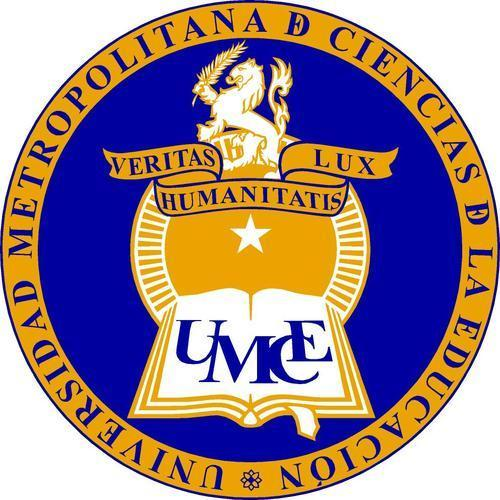 UNIVERSIDAD METROPOLITANA DE CIENCIAS DE LA EDUCACIÓN
VERITAS LUX
HUMANITATIS
UMCE